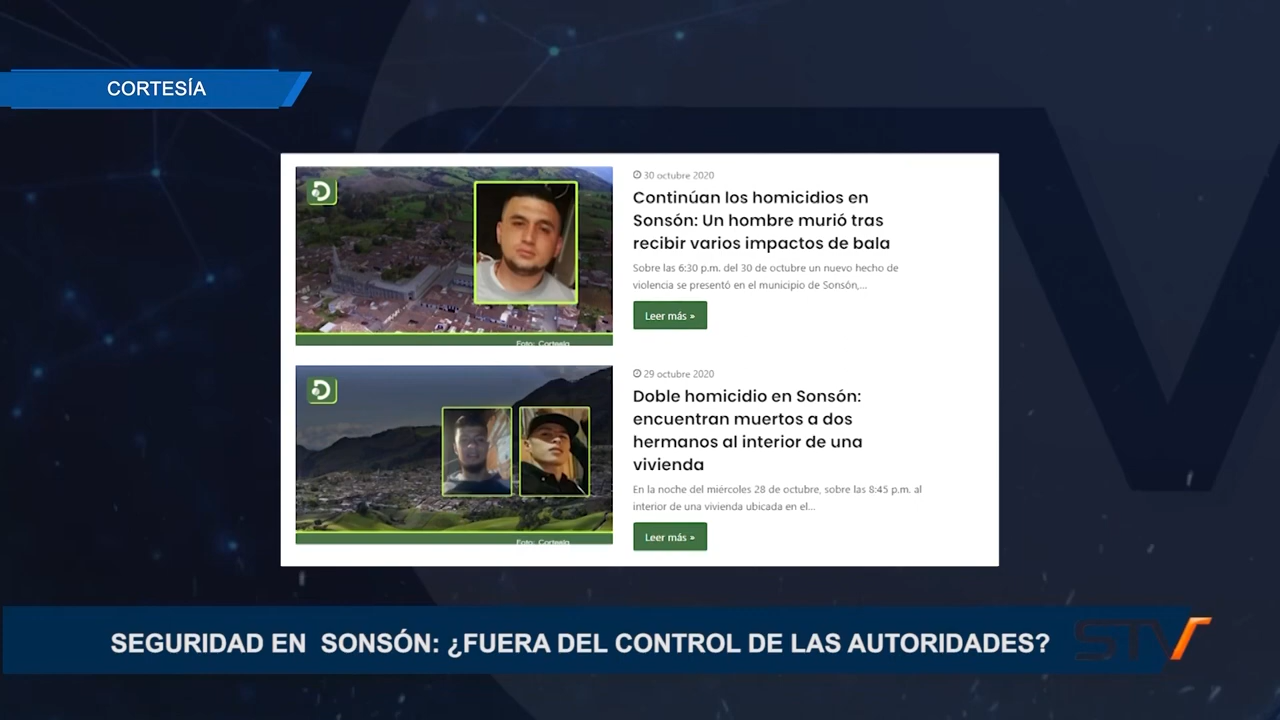 CORTESÍA
30 octubre 2020
Continúan los homicidios en
Sonsón: Un hombre murió tras
recibir varios impactos de bala
Sobre las 6:30 p.m. del 30 de octubre un nuevo hecho de
violencia se presentó en el municipio de Sonsón,...
Leer más »
Foto: Cortesía
29 octubre 2020
Doble homicidio en Sonsón:
encuentran muertos a dos
hermanos al interior de una
vivienda
En la noche del miércoles 28 de octubre, sobre las 8:45 p.m. al
interior de una vivienda ubicada en el...
Leer más »
Foto: Cortesía
SEGURIDAD EN SONSÓN: ¿FUERA DEL CONTROL DE LAS AUTORIDADES?
STV